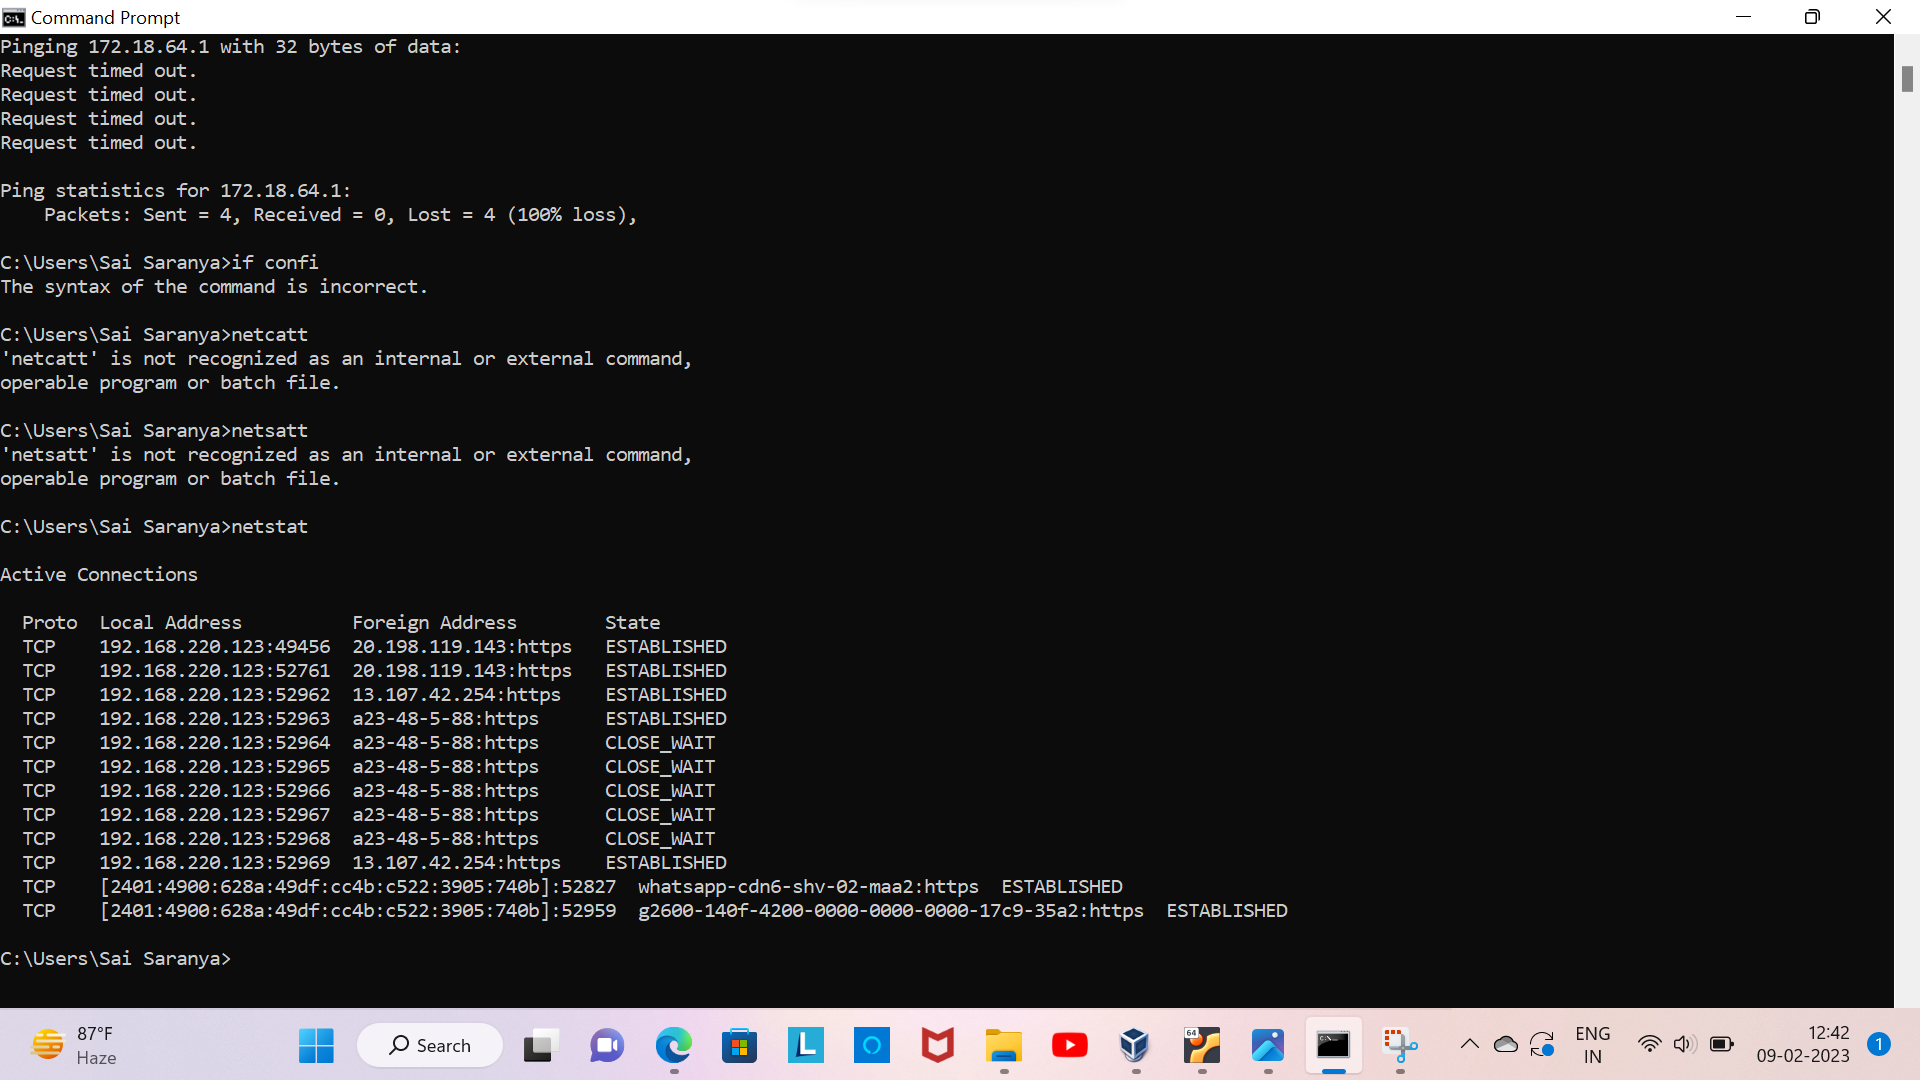 Command Prompt
Pinging 172.18.64.1 with 32 bytes of data:
Request timed out.
Request timed out.
Request timed out.
Request timed out.
Ping statistics for 172.18.64.1:
    Packets: Sent = 4, Received = 0, Lost = 4 (100% loss),
C:\Users\Sai Saranya>if confi
The syntax of the command is incorrect.
C:\Users\Sai Saranya>netcatt
'netcatt' is not recognized as an internal or external command,
operable program or batch file.
C:\Users\Sai Saranya>netsatt
'netsatt' is not recognized as an internal or external command,
operable program or batch file.
C:\Users\Sai Saranya>netstat
Active Connections
  Proto  Local Address          Foreign Address        State
  TCP    192.168.220.123:49456  20.198.119.143:https   ESTABLISHED
  TCP    192.168.220.123:52761  20.198.119.143:https   ESTABLISHED
  TCP    192.168.220.123:52962  13.107.42.254:https    ESTABLISHED
  TCP    192.168.220.123:52963  a23-48-5-88:https      ESTABLISHED
  TCP    192.168.220.123:52964  a23-48-5-88:https      CLOSE_WAIT
  TCP    192.168.220.123:52965  a23-48-5-88:https      CLOSE_WAIT
  TCP    192.168.220.123:52966  a23-48-5-88:https      CLOSE_WAIT
  TCP    192.168.220.123:52967  a23-48-5-88:https      CLOSE_WAIT
  TCP    192.168.220.123:52968  a23-48-5-88:https      CLOSE_WAIT
  TCP    192.168.220.123:52969  13.107.42.254:https    ESTABLISHED
  TCP    [2401:4900:628a:49df:cc4b:c522:3905:740b]:52827  whatsapp-cdn6-shv-02-maa2:https  ESTABLISHED
  TCP    [2401:4900:628a:49df:cc4b:c522:3905:740b]:52959  g2600-140f-4200-0000-0000-0000-17c9-35a2:https  ESTABLISHED
C:\Users\Sai Saranya>
87°F
Haze
Search
L
64
ENG
IN
12:42
09-02-2023
1